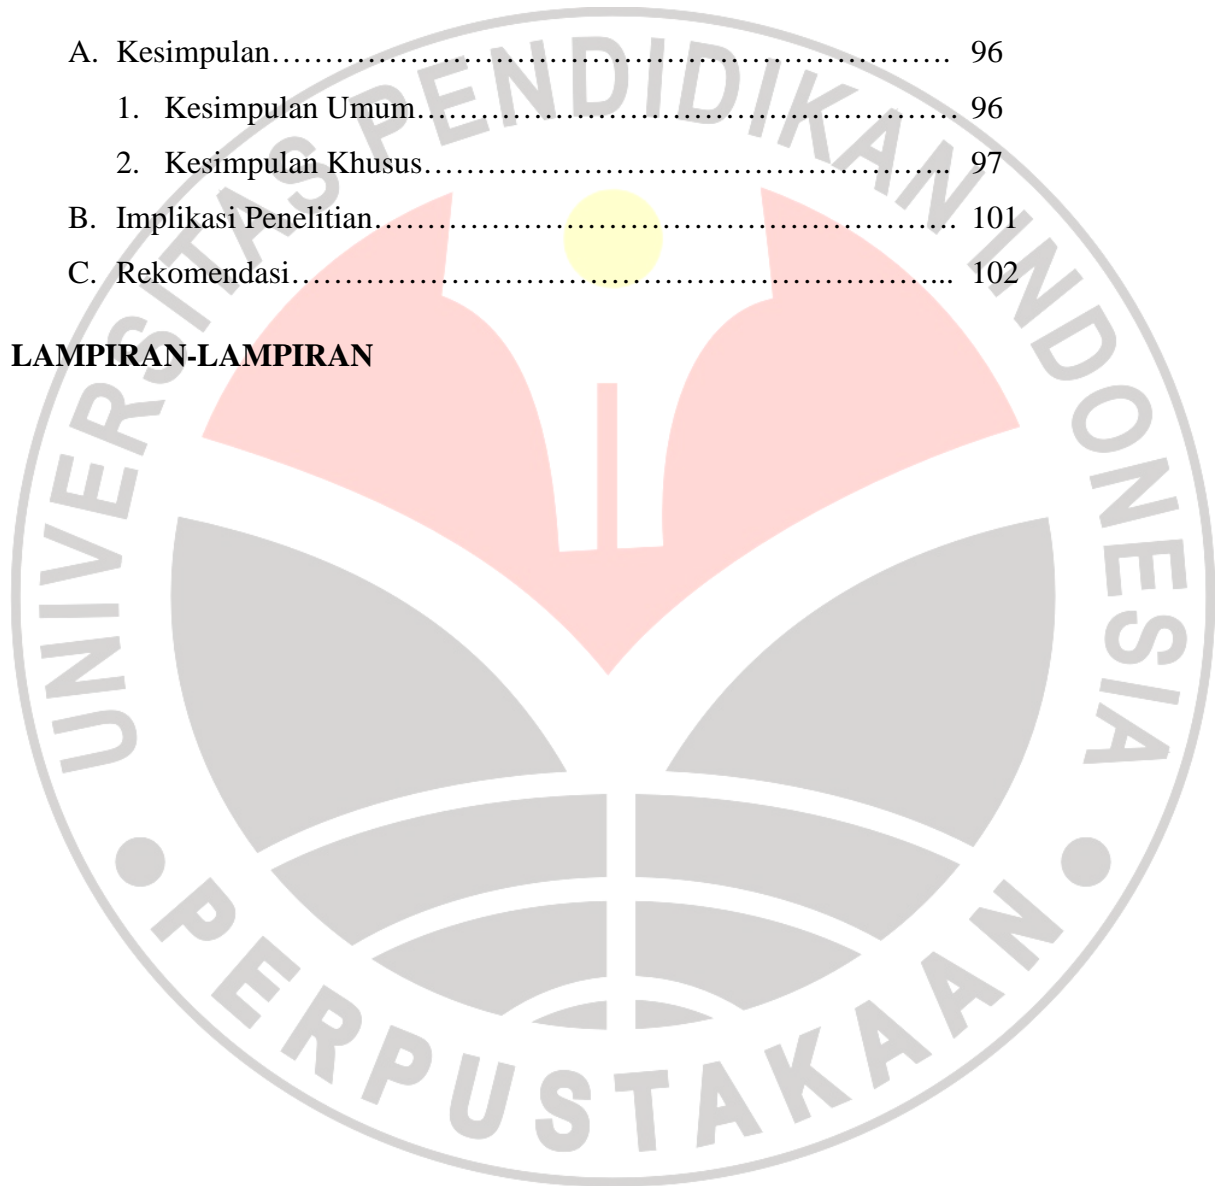 A. Kesimpulan…………………………………………………………. 96
1. Kesimpulan Umum…………………………………………… 96
2. Kesimpulan Khusus………………………………………….. 97
B. Implikasi Penelitian………………………………………………. 101
C. Rekomendasi……………………………………………………... 102
LAMPIRAN-LAMPIRAN
UNIVERSITAS PENDIDIKAN INDONESIA
PERPUSTAKAAN